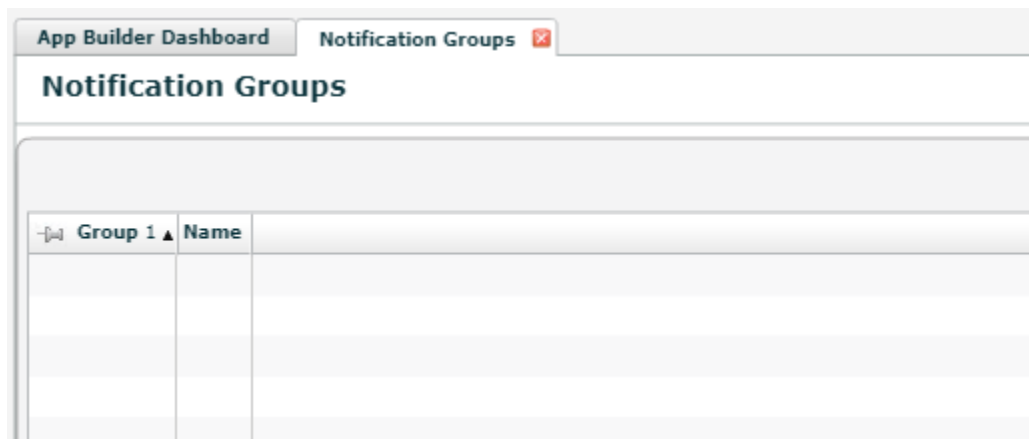 App Builder Dashboard Notification Groups
Notification Groups
Group 1 Name